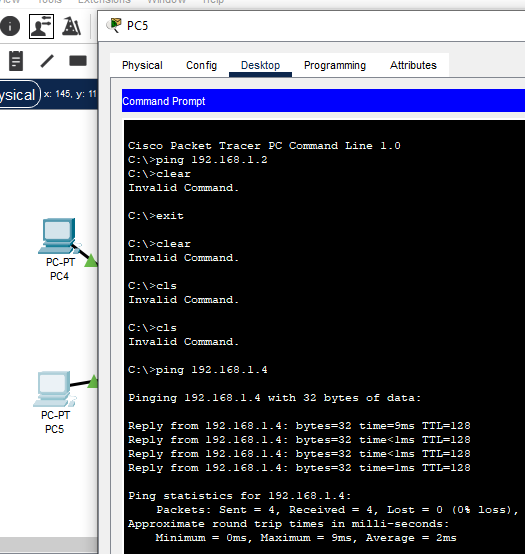 Tools
Extensions
Window
Help
PC5
Physical Config Desktop Programming Attributes
x: 145, y: 11
Command Prompt
Cisco Packet Tracer PC Command Line 1.0
C:\>ping 192.168.1.2
C:\>clear
Invalid Command.
C:\>exit
C:\>clear
Invalid Command.
C:\>cls
Invalid Command.
C:\>cls
Invalid Command.
C:\>ping 192.168.1.4
Pinging 192.168.1.4 with 32 bytes of data:
Reply from 192.168.1.4: bytes=32 time=9ms TTL=128
Reply from 192.168.1.4: bytes=32 time<1ms TTL=128
Reply from 192.168.1.4: bytes=32 time<1ms TTL=128
Reply from 192.168.1.4: bytes=32 time=1ms TTL=128
Ping statistics for 192.168.1.4:
Packets: Sent = 4, Received = 4, Lost = 0 (0% loss),
Approximate round trip times in milli-seconds:
Minimum = 0ms, Maximum = 9ms, Average = 2ms
PC-PT
PC4
PC-PT
PC5